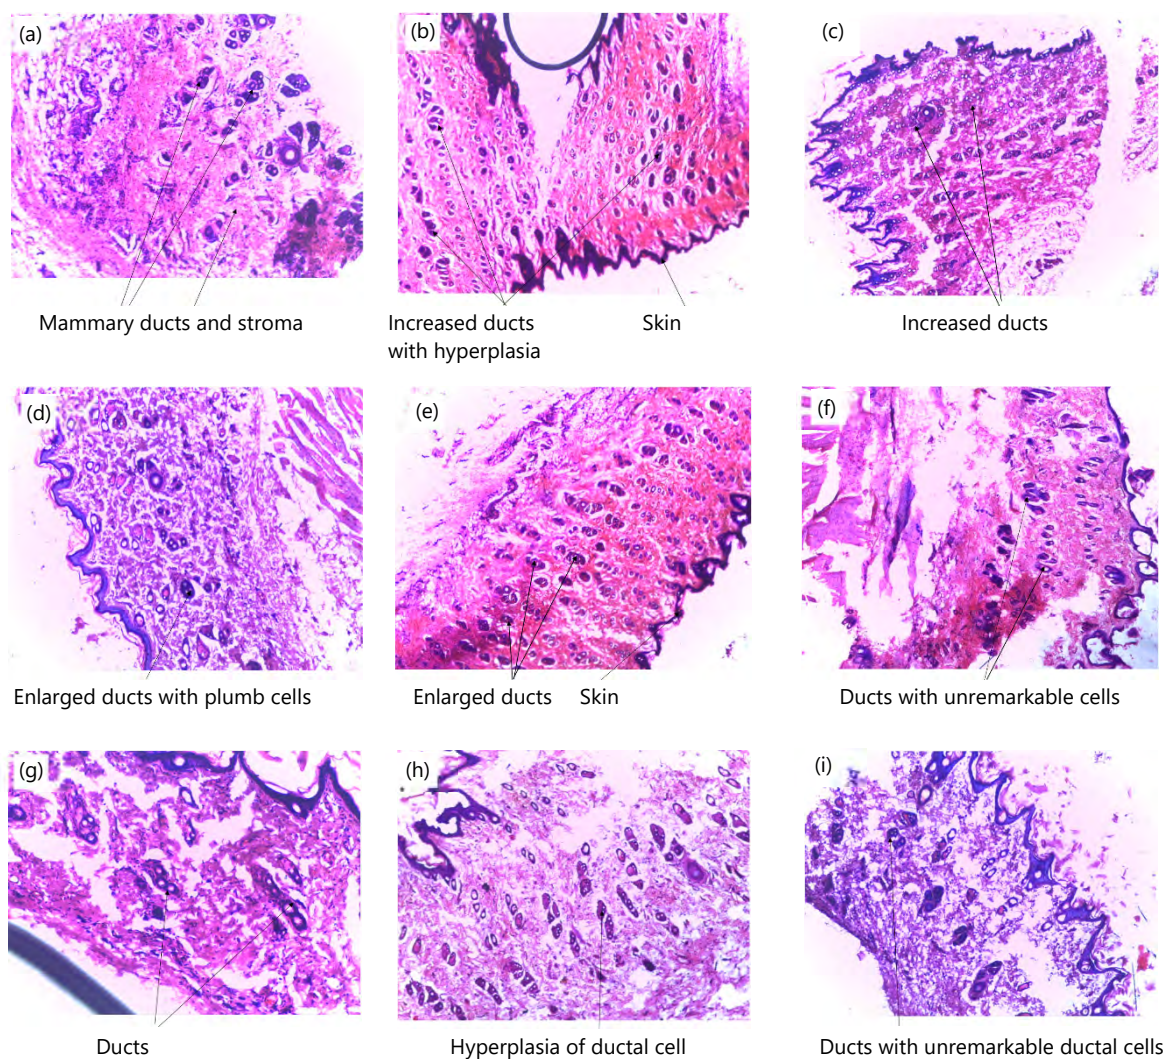 (a)
(b)
(c)
Mammary ducts and stroma
Increased ducts
with hyperplasia
Skin
Increased ducts
(d)
(e)
(f)
Enlarged ducts with plumb cells
Enlarged ducts
Skin
Ducts with unremarkable cells
(g)
(h)
(i)
Ducts
Hyperplasia of ductal cell
Ducts with unremarkable ductal cells